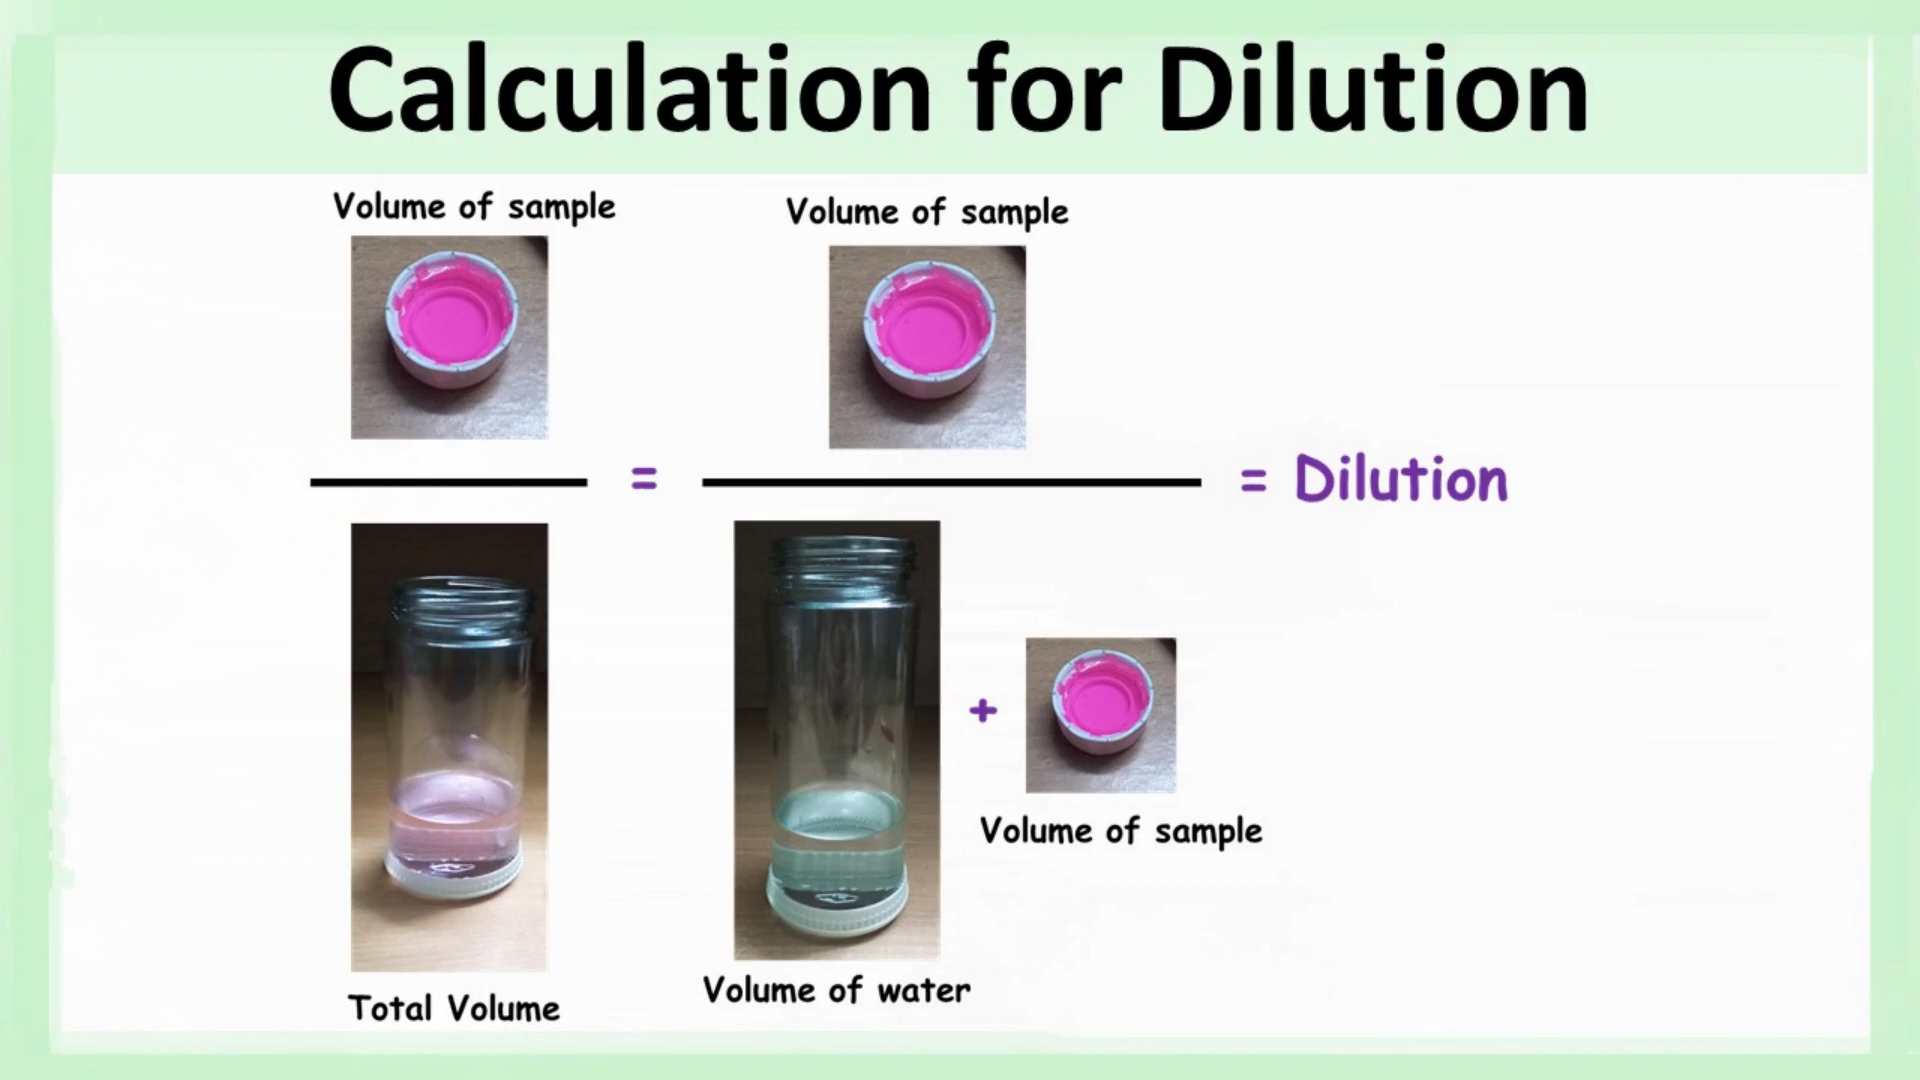 Calculation for Dilution
Volume of sample
Volume of sample
=
= Dilution
+
Volume of sample
Volume of water
Total Volume